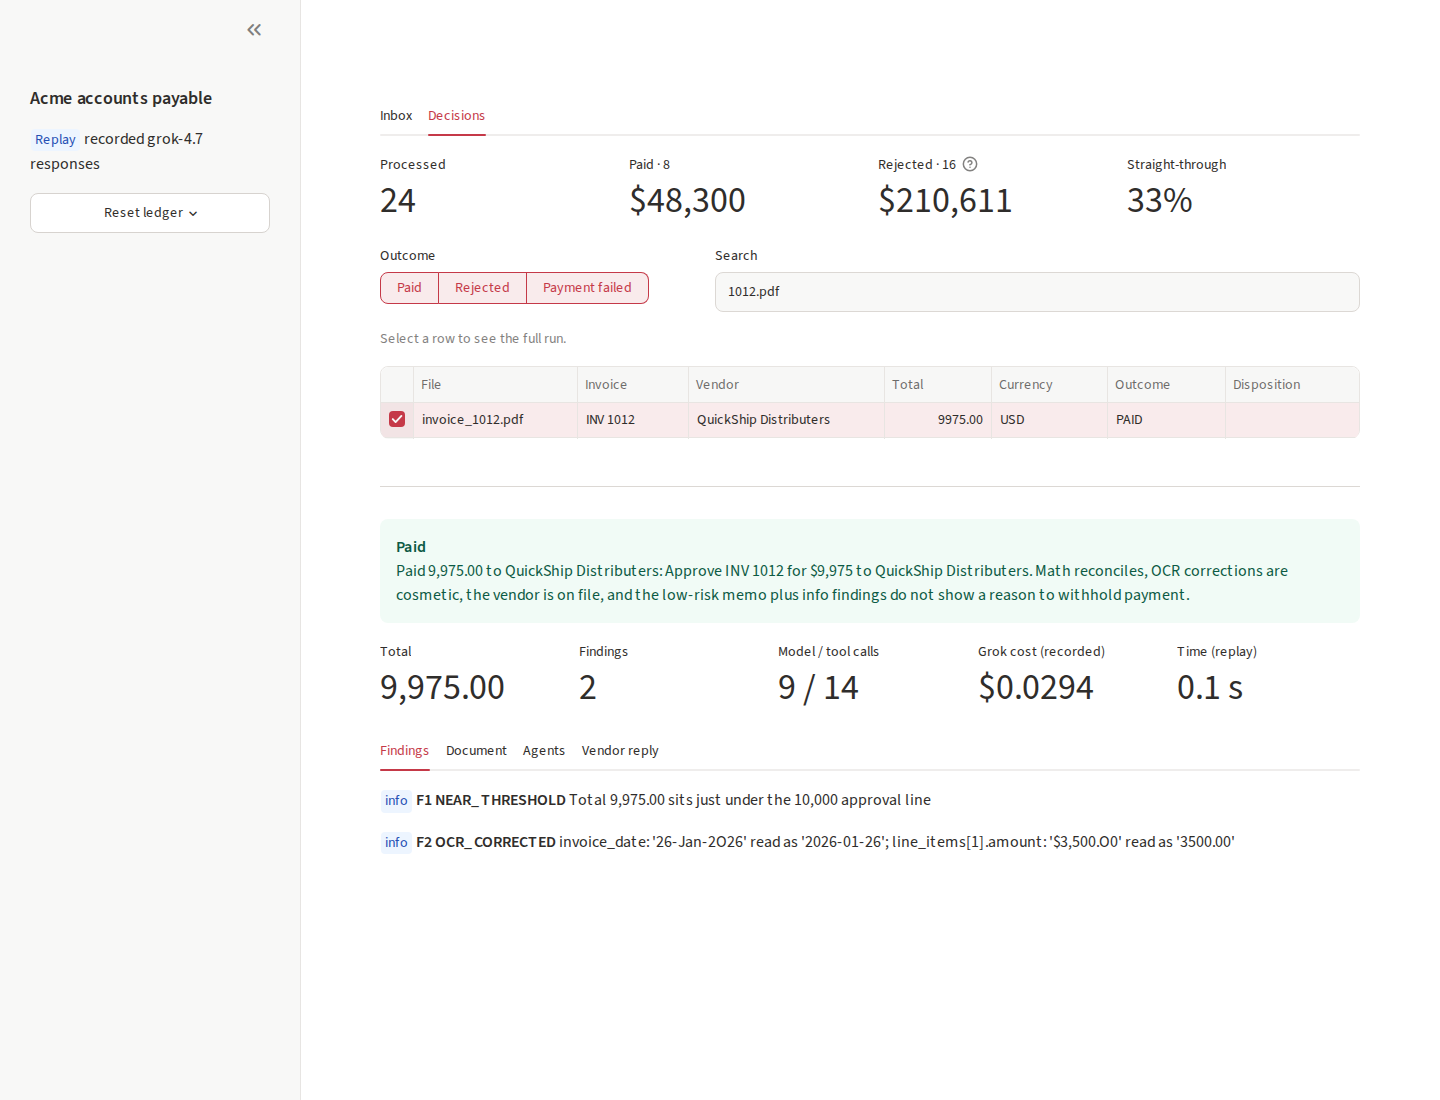 Acme accounts payable
Replay recorded grok-4.7
responses
Reset ledger
Inbox Decisions
Processed Paid · 8 Rejected · 16 Straight-through
24 $48,300 $210,611 33%
Outcome Search
Paid Rejected Payment failed 1012.pdf
Select a row to see the full run.
File Invoice Vendor Total Currency Outcome Disposition
invoice_1012.pdf INV 1012 QuickShip Distributers 9975.00 USD PAID
Paid
Paid 9,975.00 to QuickShip Distributers: Approve INV 1012 for $9,975 to QuickShip Distributers. Math reconciles, OCR corrections are
cosmetic, the vendor is on file, and the low-risk memo plus info findings do not show a reason to withhold payment.
Total Findings Model / tool calls Grok cost (recorded) Time (replay)
9,975.00 2 9 / 14 $0.0294 0.1 s
Findings Document Agents Vendor reply
info F1 NEAR_THRESHOLD Total 9,975.00 sits just under the 10,000 approval line
info F2 OCR_CORRECTED invoice_date: '26-Jan-2O26' read as '2026-01-26'; line_items[1].amount: '$3,500.OO' read as '3500.00'